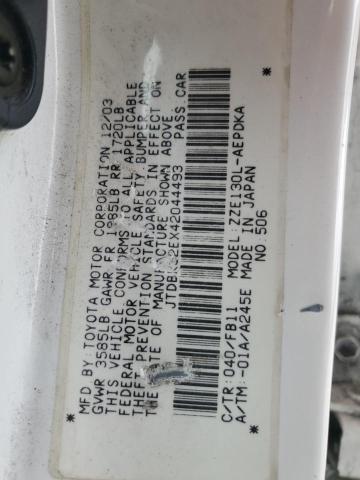 MFD BY: TOYOTA MOTOR CORPORATION 12/03
GVWR 3585LB GAWR FR 1985LB RR 1720LB
THIS VEHICLE CONFORMS TO ALL APPLICABLE
FEDERAL MOTOR VEHICLE SAFETY, BUMPER, AND
THEFT PREVENTION STANDARDS IN EFFECT ON
THE DATE OF MANUFACTURE SHOWN ABOVE.
PASS.CAR
*
*
C/TR: 040/FB11 MODEL: ZZE130L-AEPDKA
A/TM: -01A/A245E MADE IN JAPAN
* NO 506 *